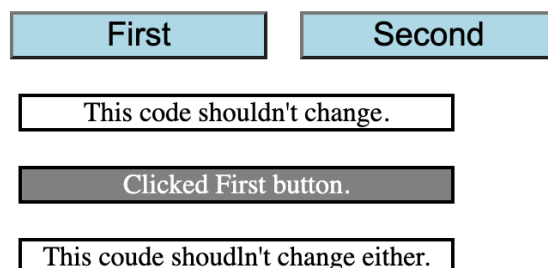 First Second
This code shouldn't change.
Clicked First button.
This coude shoudln't change either.